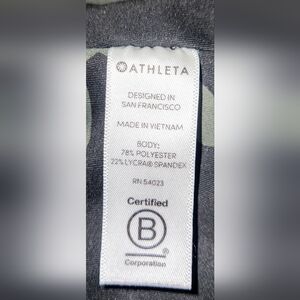 ATHLETA
DESIGNED IN
SAN FRANCISCO
MADE IN VIETNAM
BODY:
78% POLYESTER
22% LYCRA® SPANDEX
RN 54023
Certified
B
Corporation